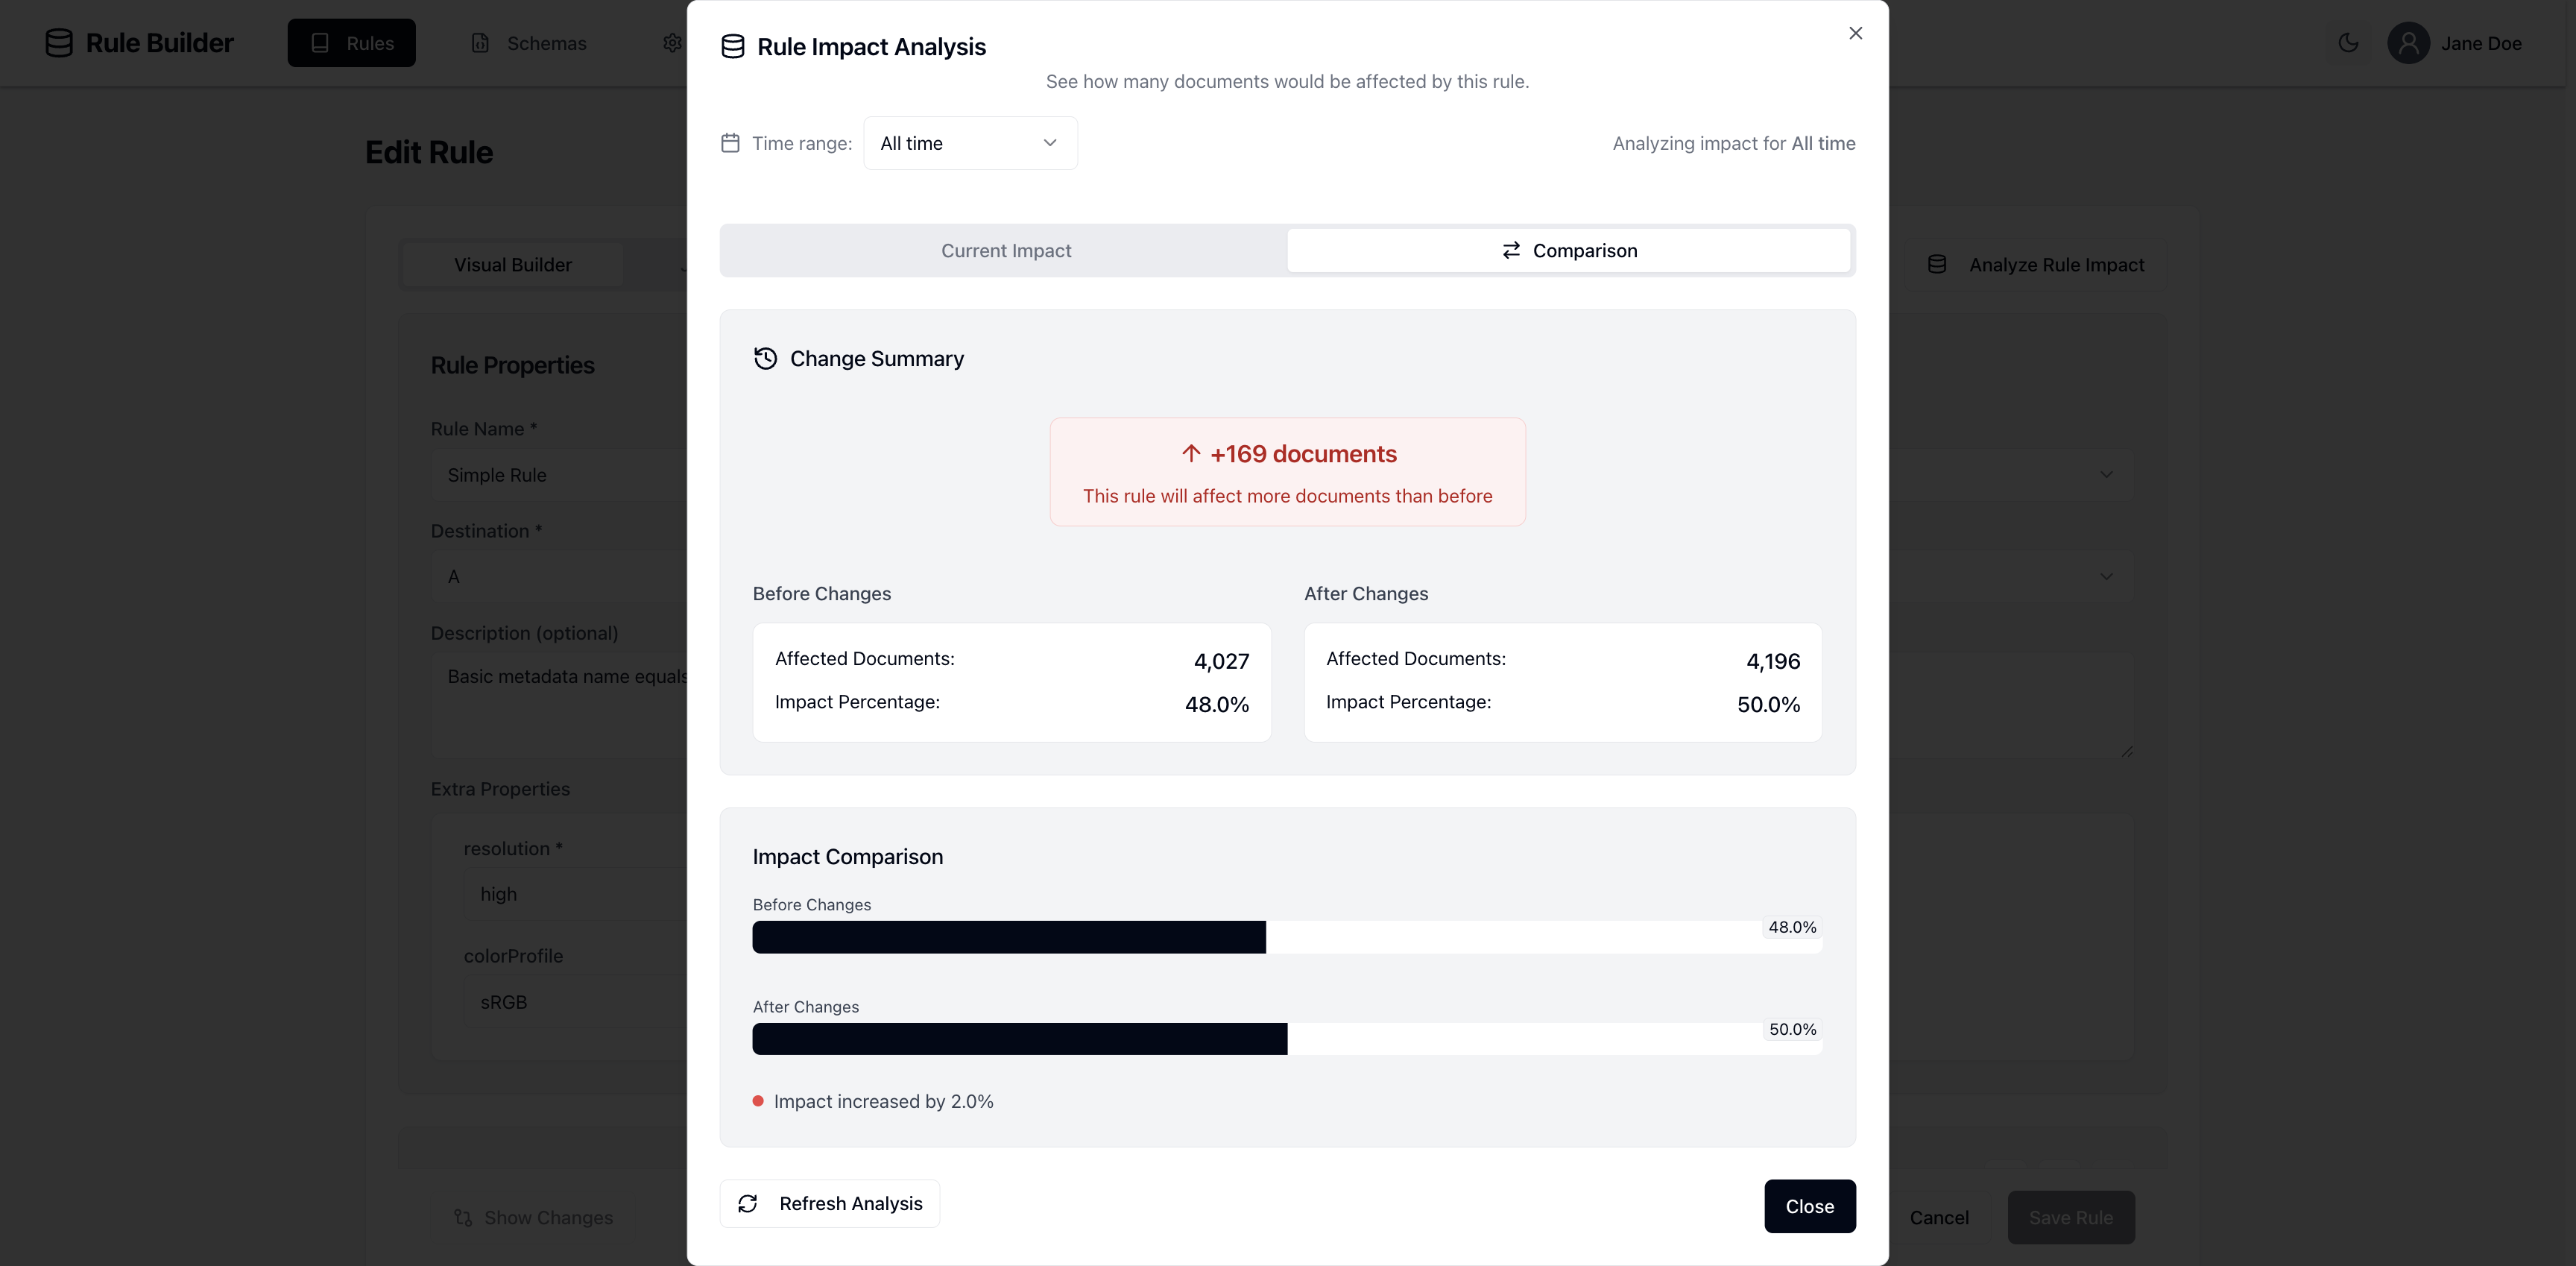 Rule Builder
Rules
Schemas
Jane Doe
Edit Rule
Visual Builder
Analyze Rule Impact
Rule Properties
Rule Name *
Simple Rule
Destination *
A
Description (optional)
Basic metadata name equals
Extra Properties
resolution *
high
colorProfile
sRGB
Show Changes
Cancel
Save Rule
Rule Impact Analysis
See how many documents would be affected by this rule.
Time range:
All time
Analyzing impact for All time
Current Impact
Comparison
Change Summary
↑ +169 documents
This rule will affect more documents than before
Before Changes
Affected Documents: 4,027
Impact Percentage: 48.0%
After Changes
Affected Documents: 4,196
Impact Percentage: 50.0%
Impact Comparison
Before Changes
48.0%
After Changes
50.0%
Impact increased by 2.0%
Refresh Analysis
Close